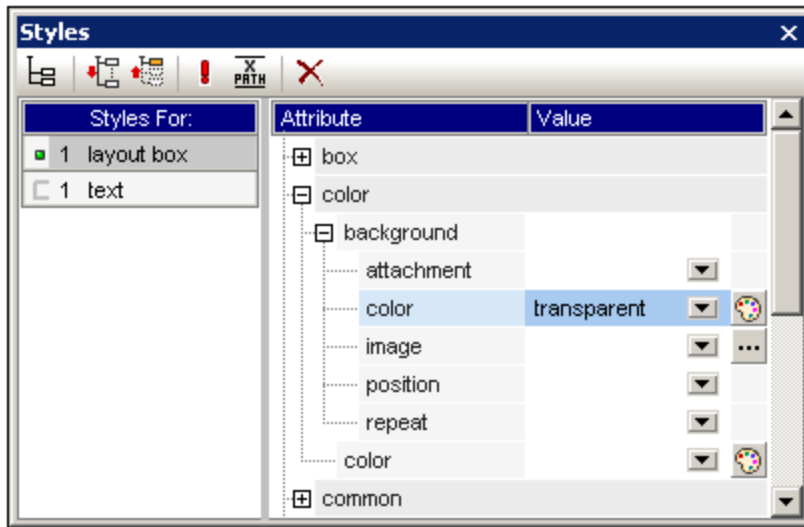 Styles
X PATH
Styles For:
1 layout box
1 text
Attribute Value
box
color
background
attachment
color transparent
image
position
repeat
color
common